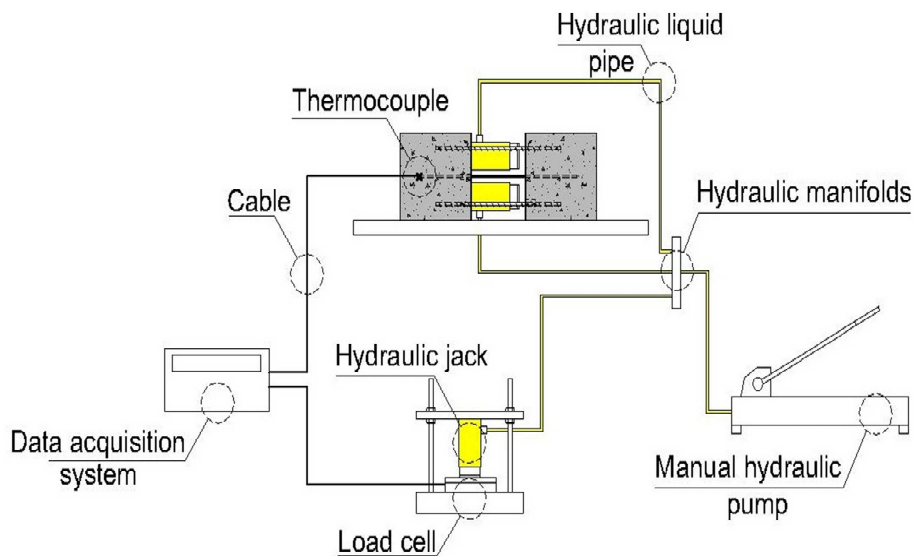 Hydraulic liquid
pipe
Thermocouple
Cable
Hydraulic manifolds
Hydraulic jack
Data acquisition
system
Manual hydraulic
pump
Load cell